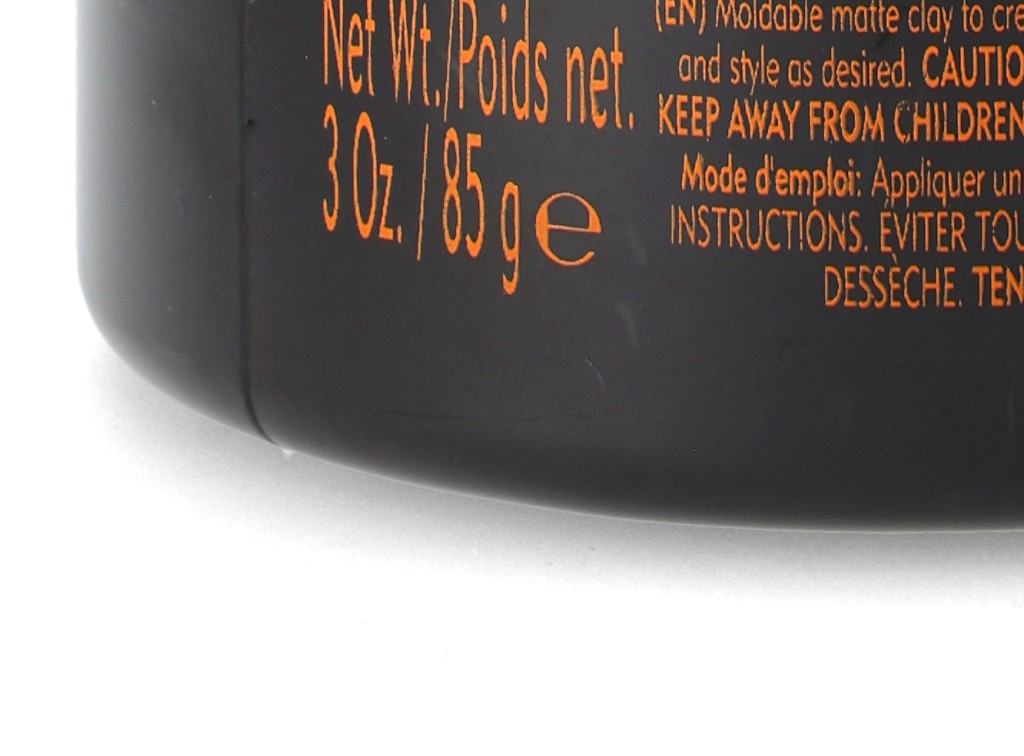 Net Wt./Poids net.
3 Oz. / 85 g e
(EN) Moldable matte clay to cre
and style as desired. CAUTIO
KEEP AWAY FROM CHILDREN
Mode d'emploi: Appliquer un
INSTRUCTIONS. ÉVITER TOU
DESSÈCHE. TEN